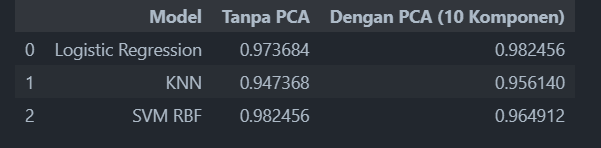 Model Tanpa PCA Dengan PCA (10 Komponen)
0 Logistic Regression 0.973684 0.982456
1 KNN 0.947368 0.956140
2 SVM RBF 0.982456 0.964912